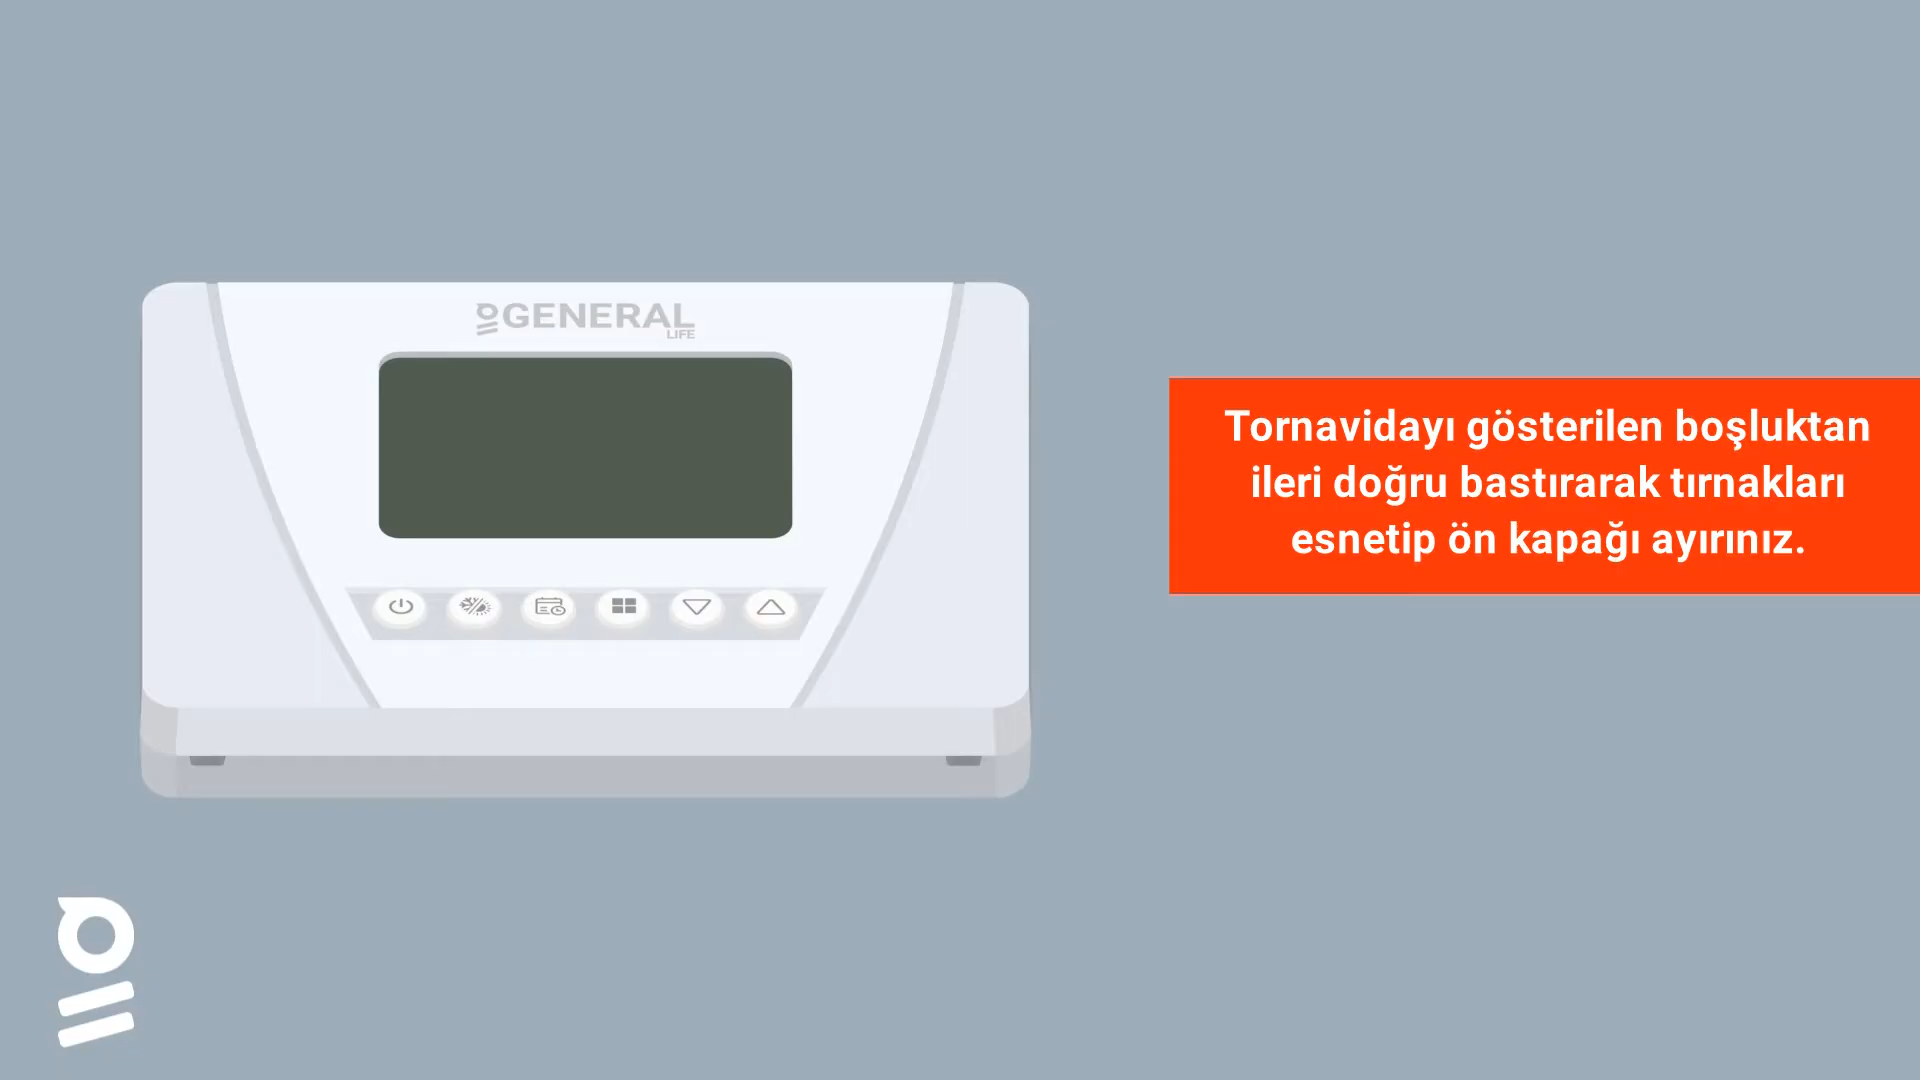 GENERAL
LIFE
Tornavidayı gösterilen boşluktan
ileri doğru bastırarak tırnakları
esnetip ön kapağı ayırınız.